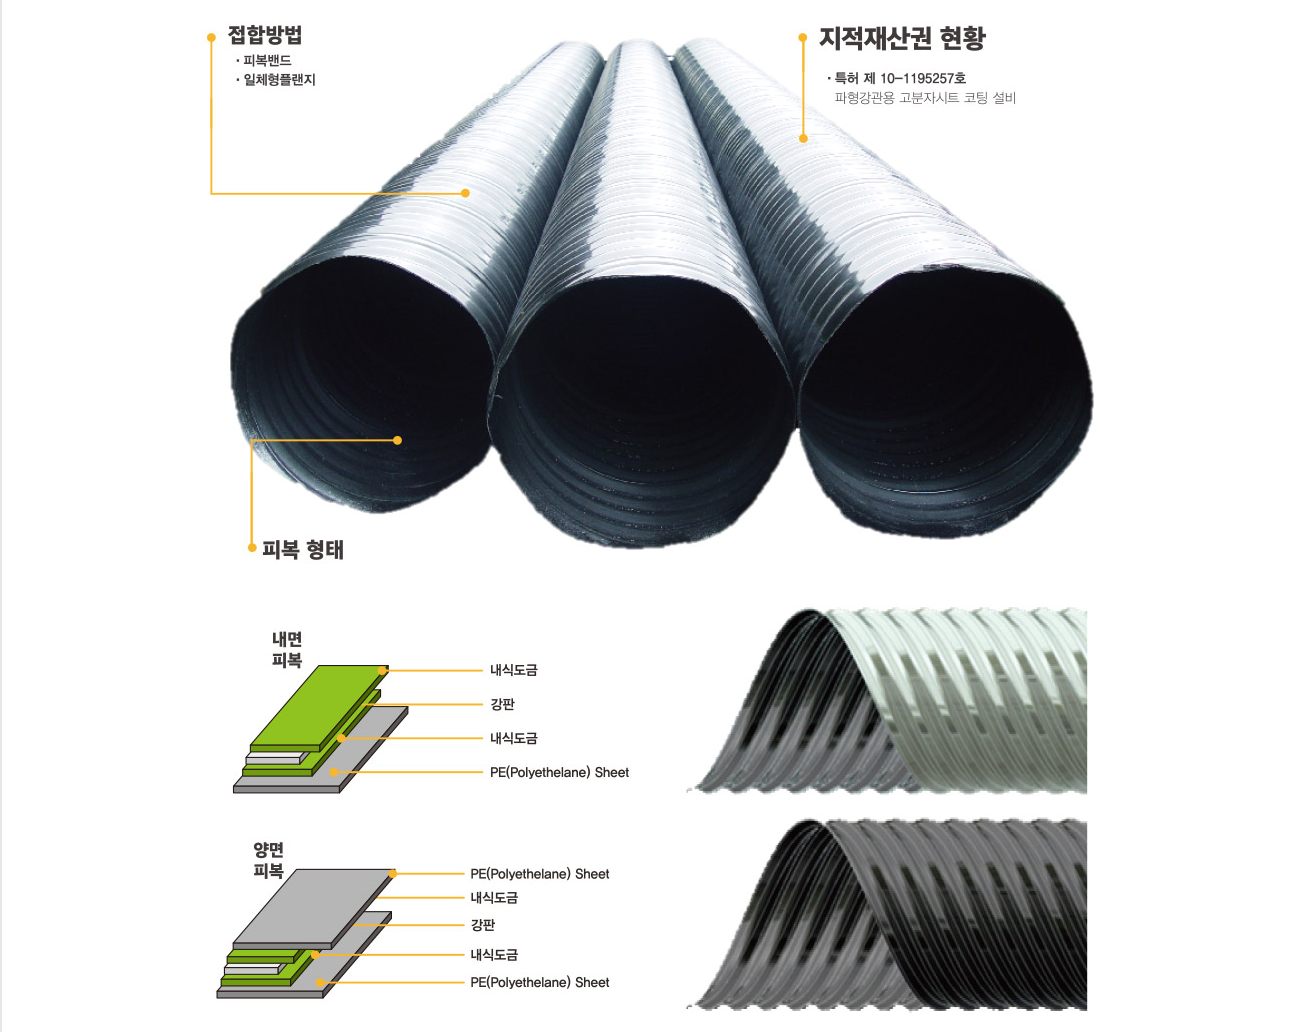 접합방법
· 피복밴드
· 일체형플랜지
지적재산권 현황
· 특허 제 10-1195257호
파형강관용 고분자시트 코팅 설비
피복 형태
내면
피복
내식도금
강판
내식도금
PE(Polyethelane) Sheet
양면
피복
PE(Polyethelane) Sheet
내식도금
강판
내식도금
PE(Polyethelane) Sheet